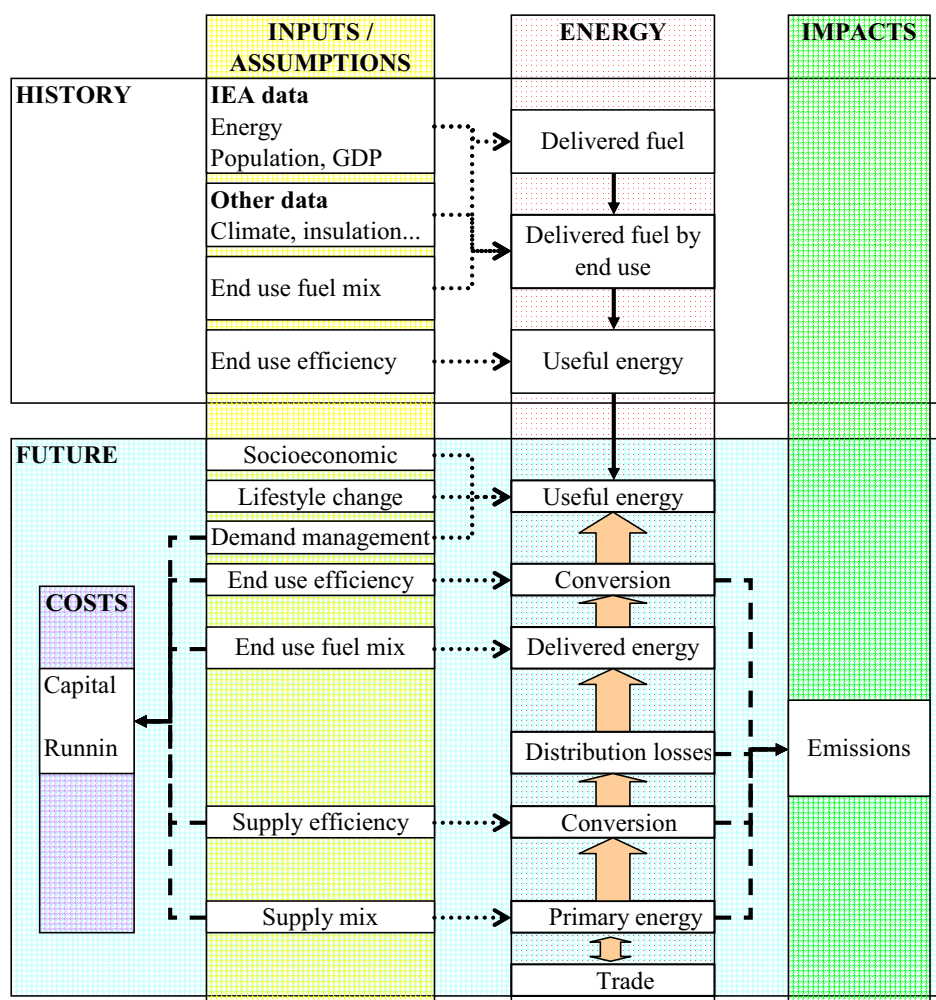 INPUTS /
ASSUMPTIONS
ENERGY
IMPACTS
HISTORY
IEA data
Energy
Population, GDP
Delivered fuel
Other data
Climate, insulation...
Delivered fuel by
end use
End use fuel mix
End use efficiency
Useful energy
FUTURE
Socioeconomic
Lifestyle change
Useful energy
Demand management
End use efficiency
Conversion
COSTS
End use fuel mix
Delivered energy
Capital
Runnin
Distribution losses
Emissions
Supply efficiency
Conversion
Supply mix
Primary energy
Trade